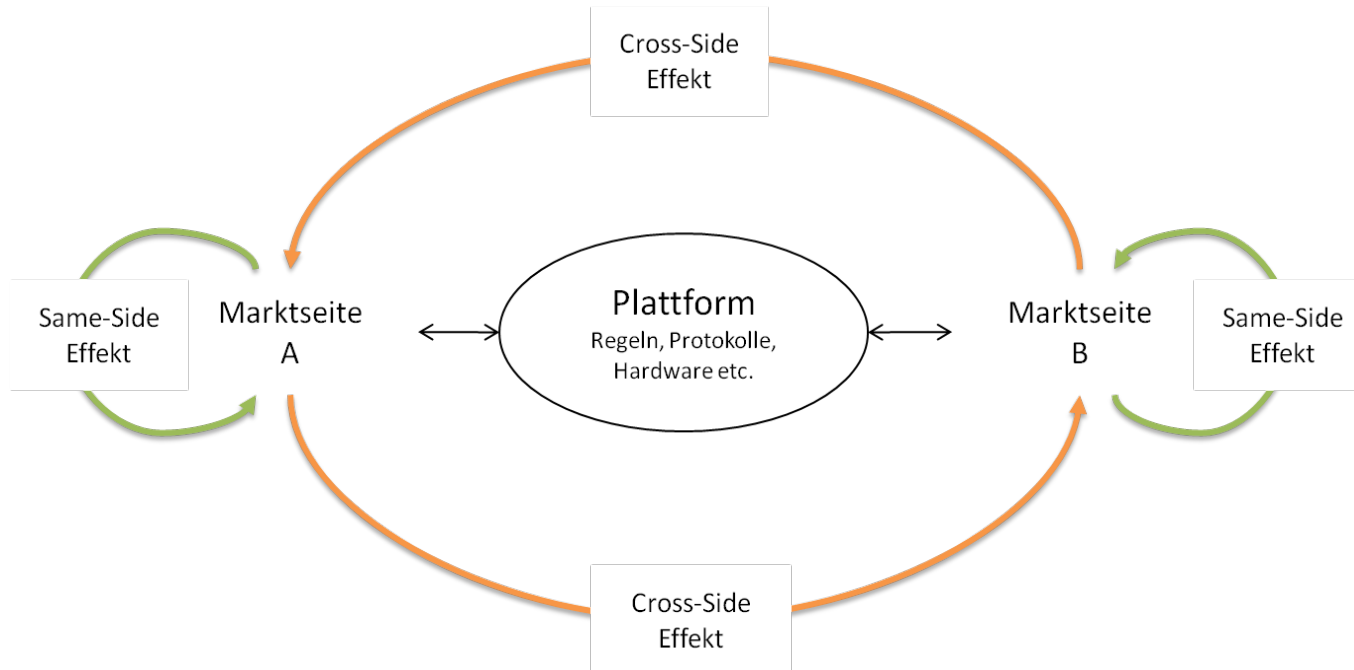 Cross-Side
Effekt
Same-Side
Effekt
Marktseite
A
Plattform
Regeln, Protokolle,
Hardware etc.
Marktseite
B
Same-Side
Effekt
Cross-Side
Effekt